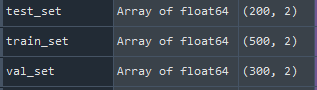 test_set Array of float64 (200, 2)
train_set Array of float64 (500, 2)
val_set Array of float64 (300, 2)